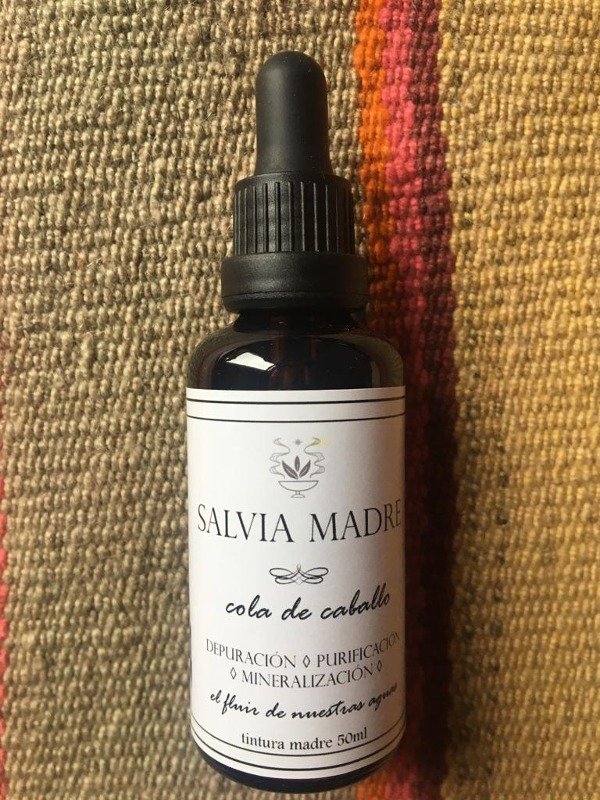 SALVIA MADRE
cola de caballo
DEPURACIÓN ◊ PURIFICACIÓN
◊ MINERALIZACIÓN ◊
el fluir de nuestras aguas
tintura madre 50ml